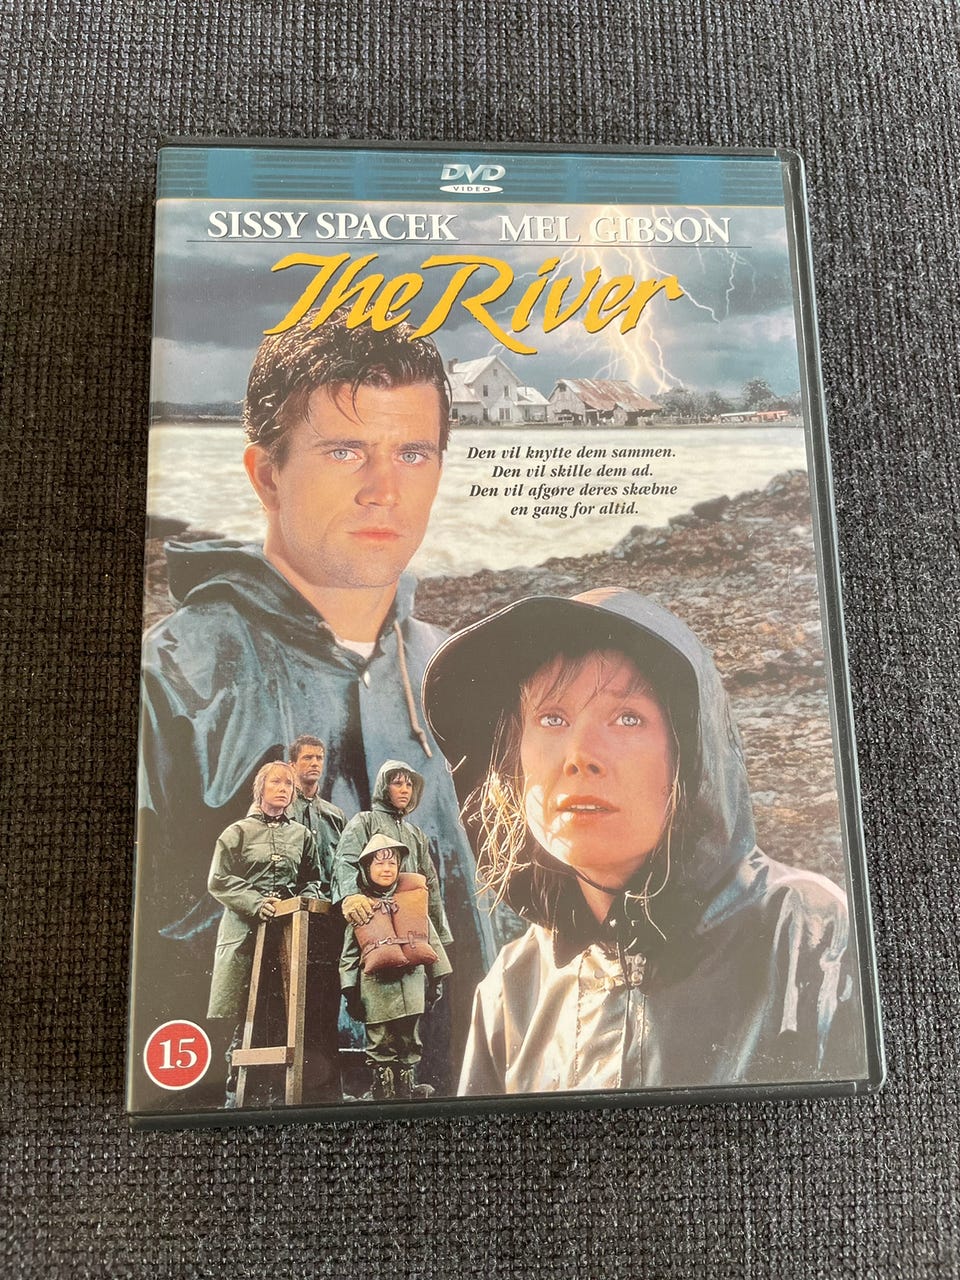 DVD
VIDEO
SISSY SPACEK MEL GIBSON
The River
Den vil knytte dem sammen.
Den vil skille dem ad.
Den vil afgøre deres skæbne
en gang for altid.
15